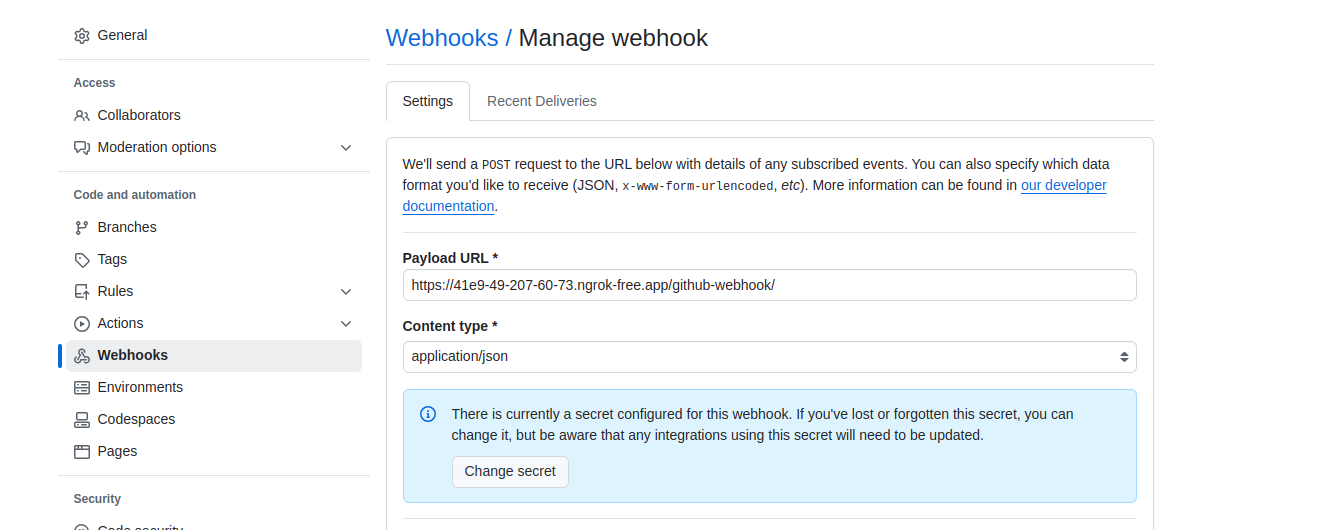 General
Access
Collaborators
Moderation options
Code and automation
Branches
Tags
Rules
Actions
Webhooks
Environments
Codespaces
Pages
Security
Code security
Webhooks / Manage webhook
Settings
Recent Deliveries
We'll send a POST request to the URL below with details of any subscribed events. You can also specify which data
format you'd like to receive (JSON, x-www-form-urlencoded, etc). More information can be found in our developer
documentation.
Payload URL *
https://41e9-49-207-60-73.ngrok-free.app/github-webhook/
Content type *
application/json
There is currently a secret configured for this webhook. If you've lost or forgotten this secret, you can
change it, but be aware that any integrations using this secret will need to be updated.
Change secret